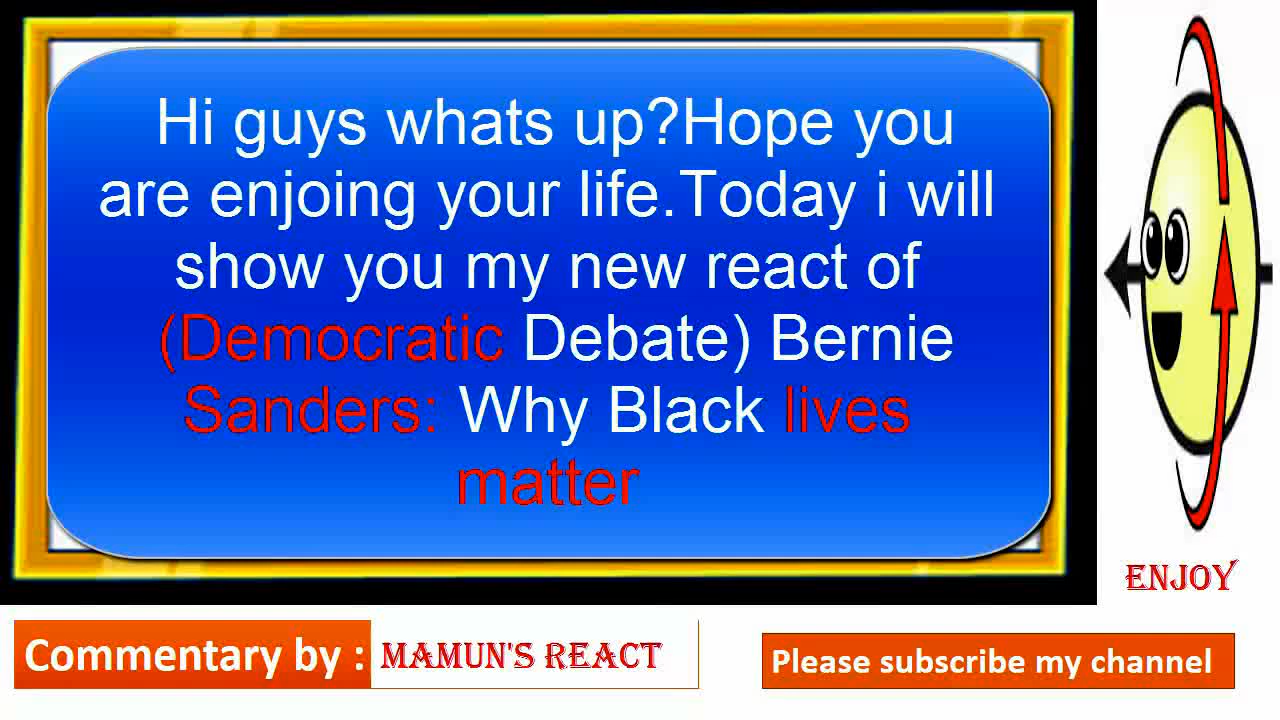 Hi guys whats up?Hope you
are enjoing your life.Today i will
show you my new react of
(Democratic Debate) Bernie
Sanders: Why Black lives
matter
ENJOY
Commentary by : MAMUN'S REACT
Please subscribe my channel